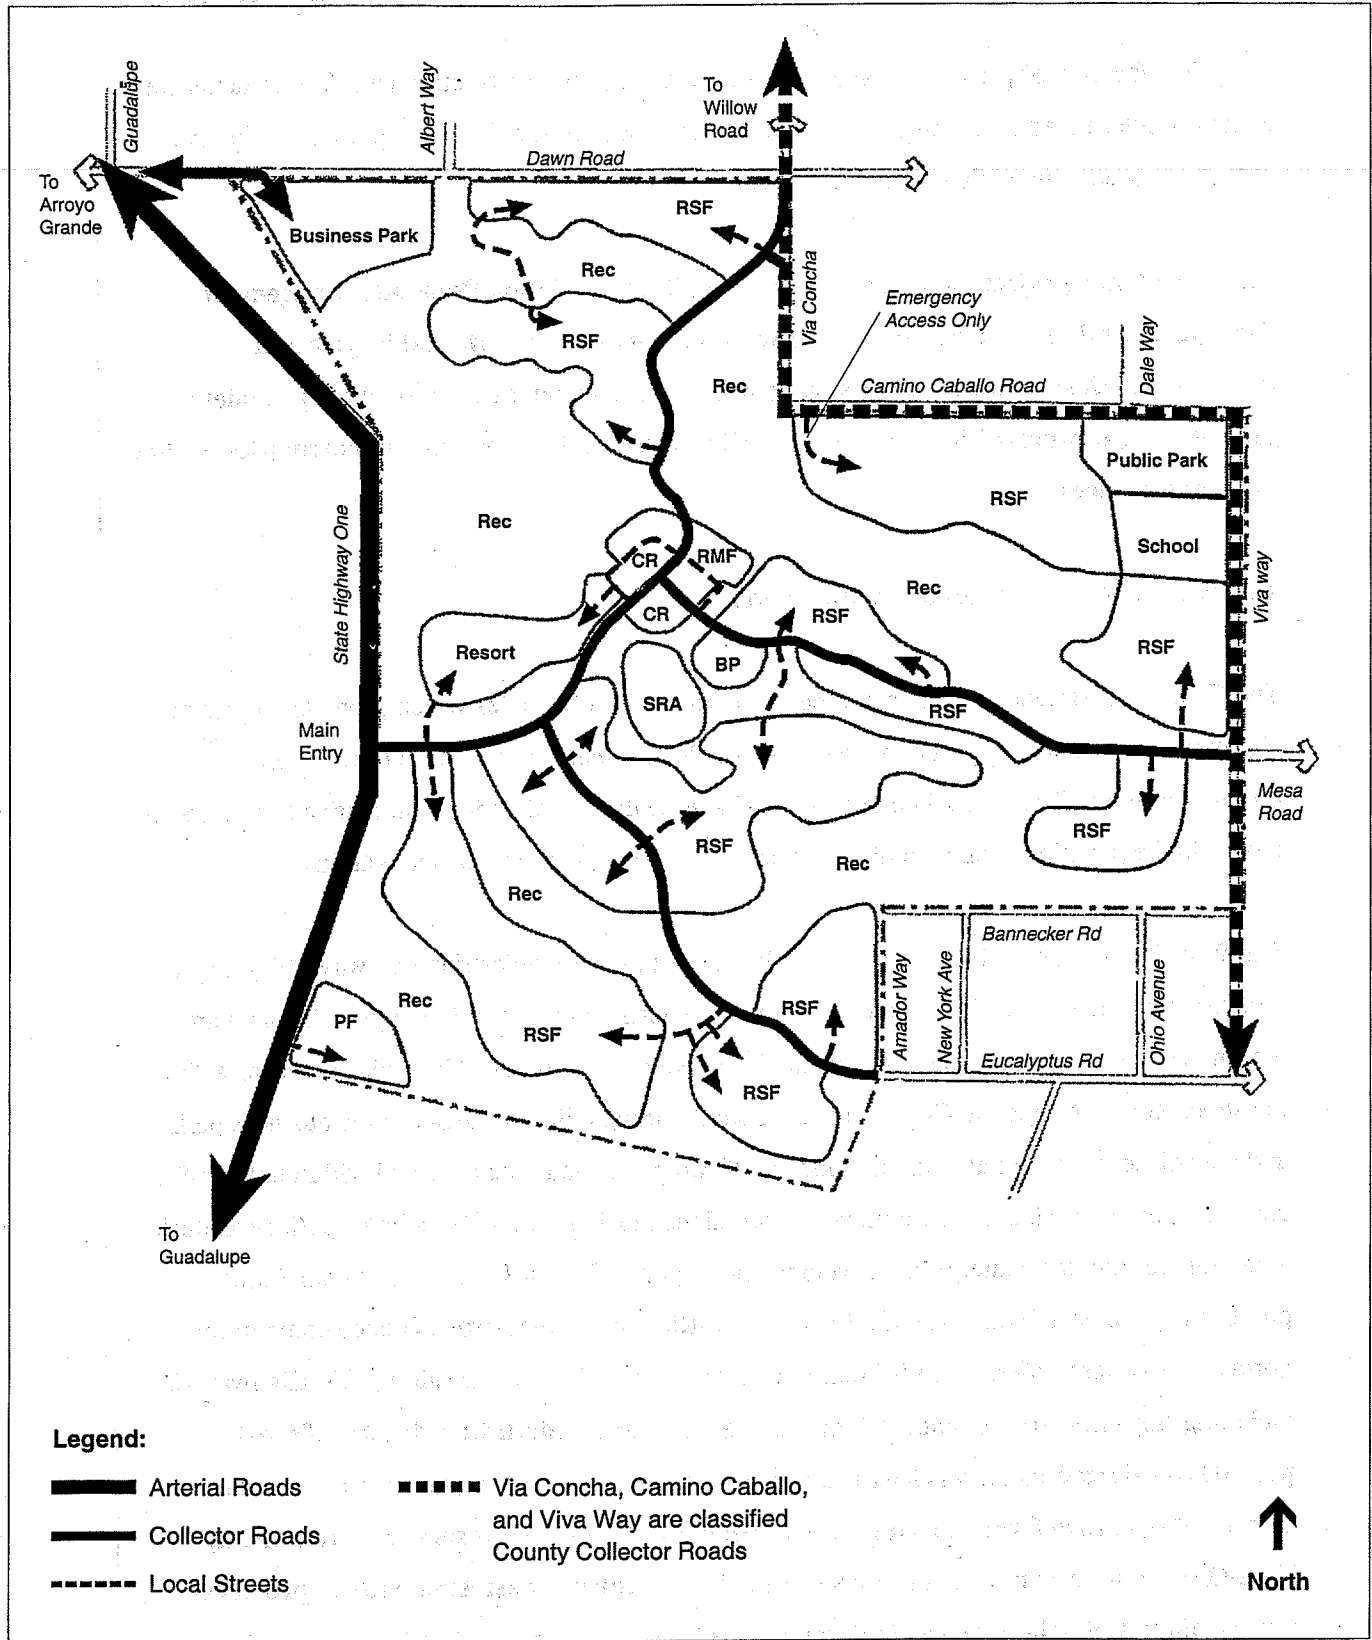 Guadalupe
Albert Way
To
Willow
Road
Dawn Road
To
Arroyo
Grande
Business Park
RSF
Rec
Via Concha
Emergency
Access Only
RSF
Rec
Camino Caballo Road
Dale Way
Public Park
RSF
School
Rec
State Highway One
CR
RMF
Rec
Viva way
CR
RSF
Resort
BP
RSF
SRA
RSF
Main
Entry
Mesa
Road
RSF
RSF
Rec
Rec
Bannecker Rd
Amador Way
New York Ave
Ohio Avenue
Rec
PF
RSF
RSF
Eucalyptus Rd
RSF
To
Guadalupe
Legend:
Arterial Roads
Collector Roads
Local Streets
Via Concha, Camino Caballo,
and Viva Way are classified
County Collector Roads
North